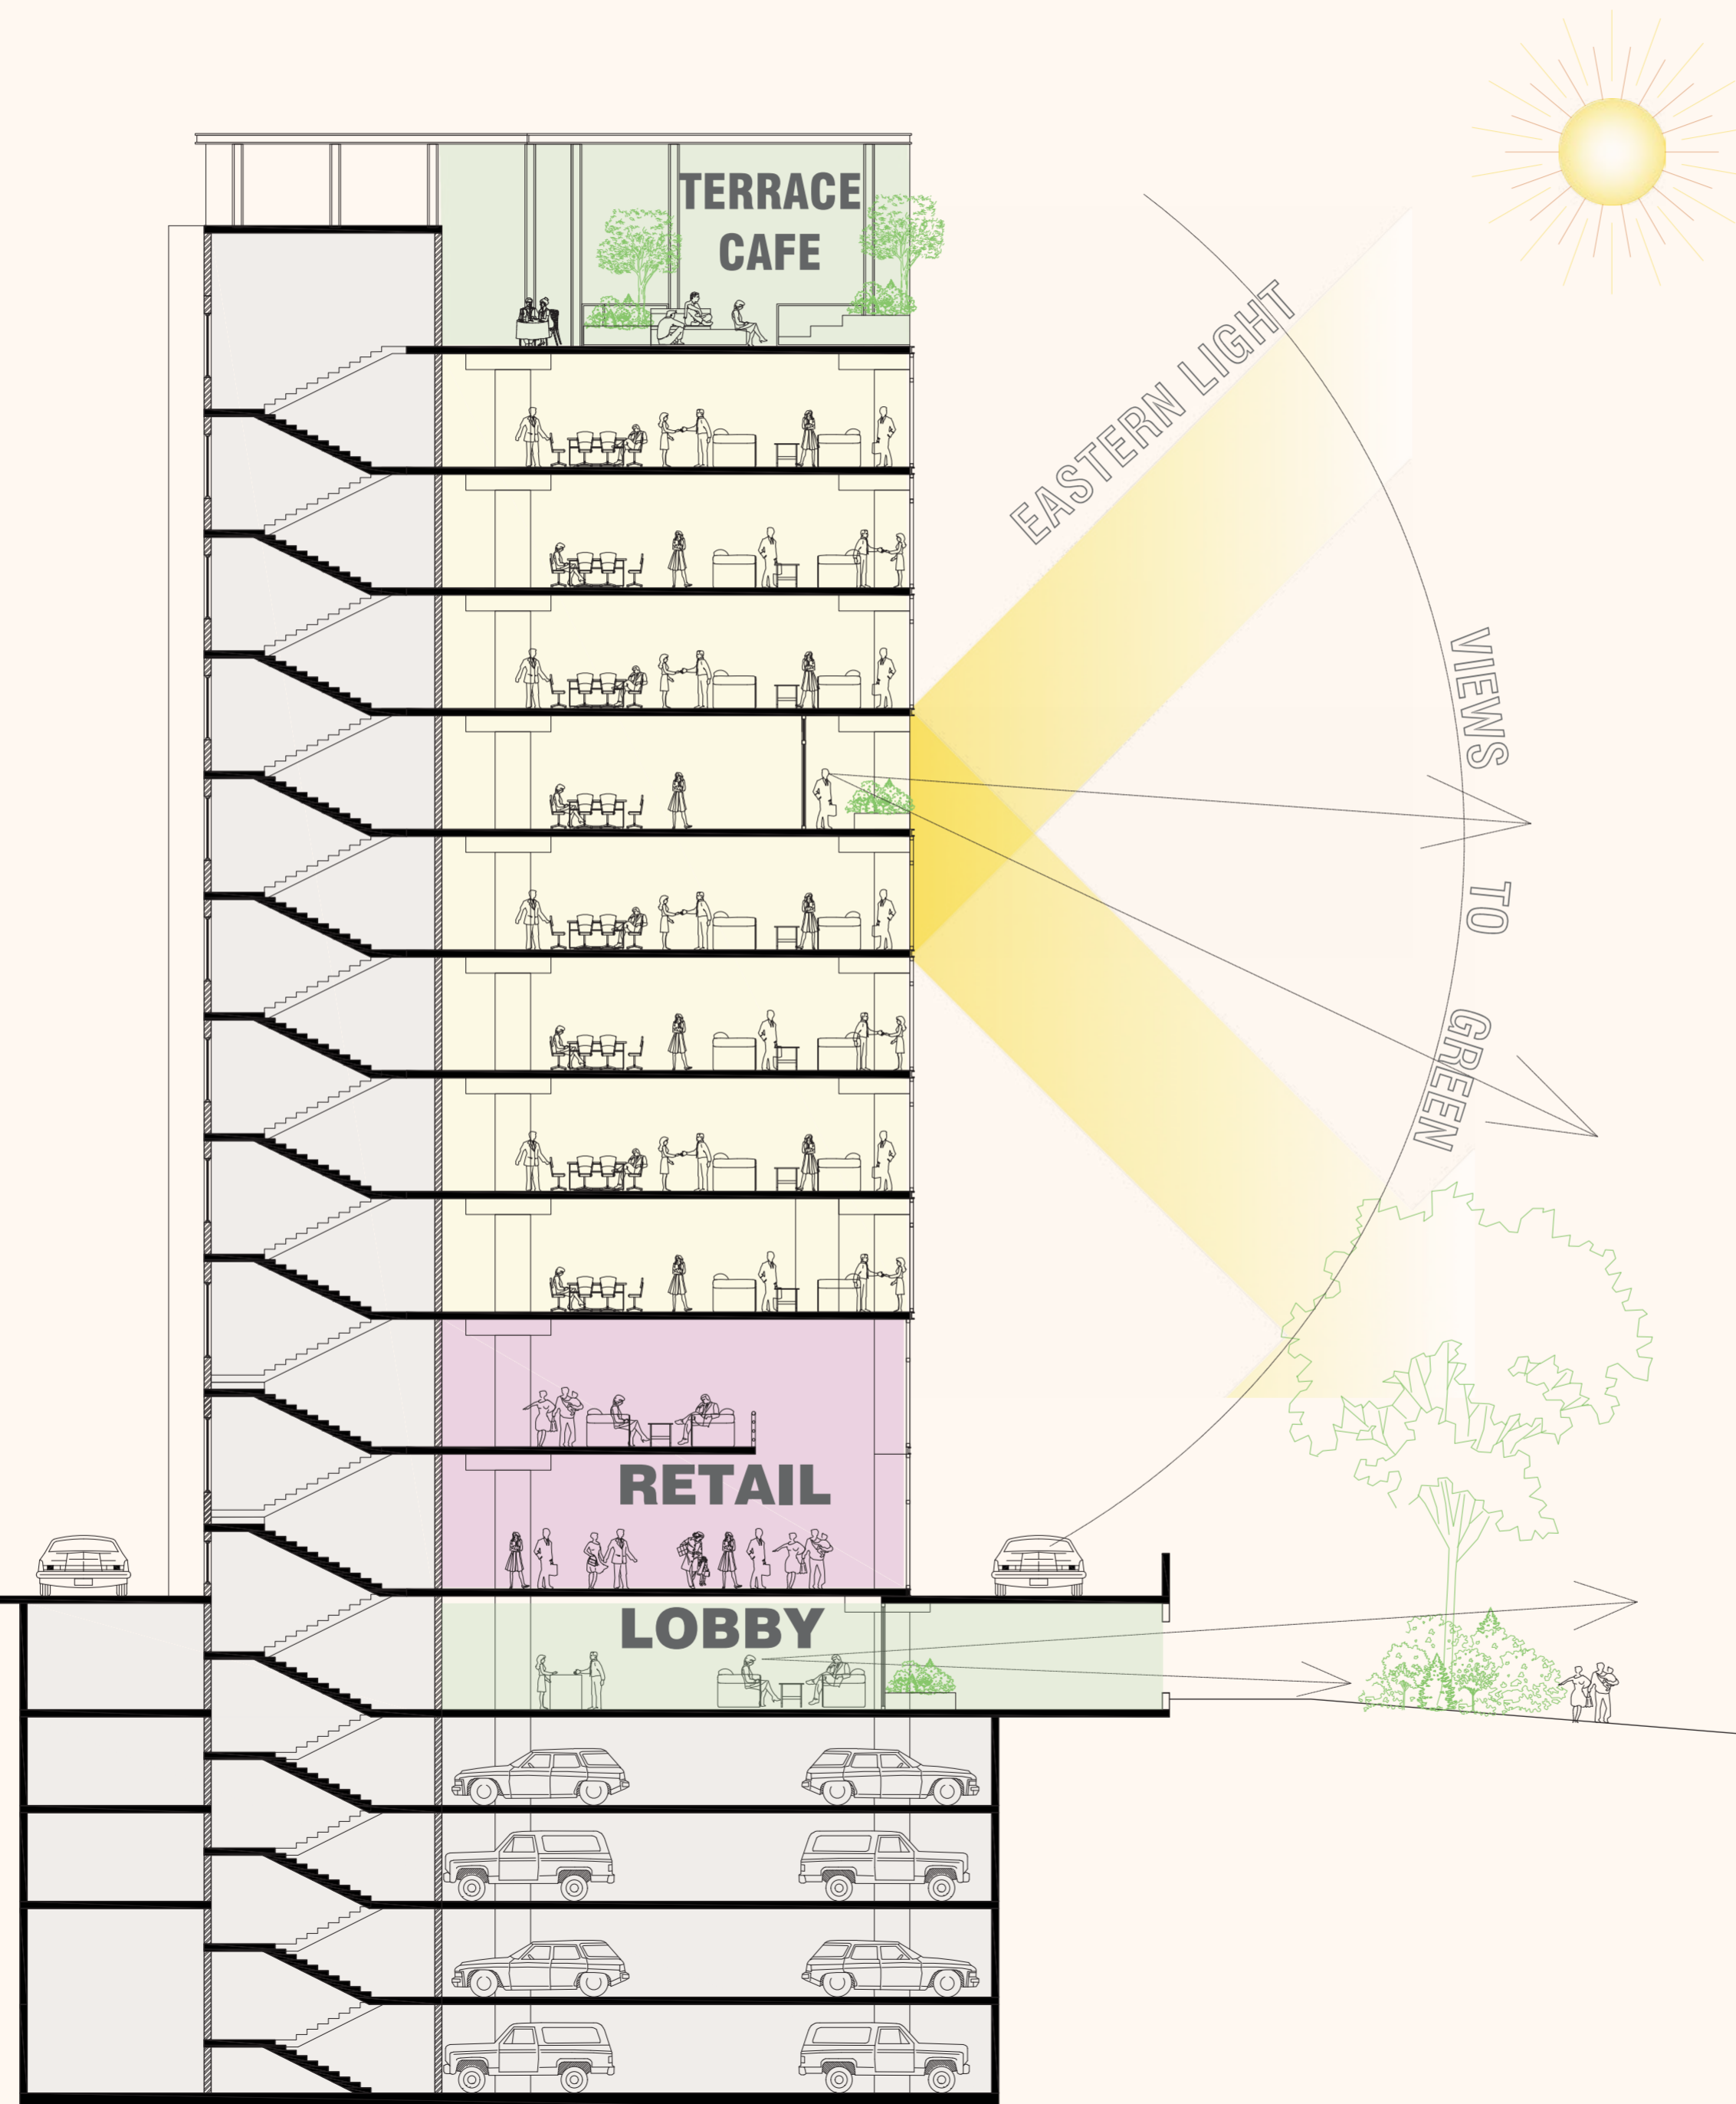 TERRACE
CAFE
EASTERN LIGHT
VIEWS TO GREEN
RETAIL
LOBBY